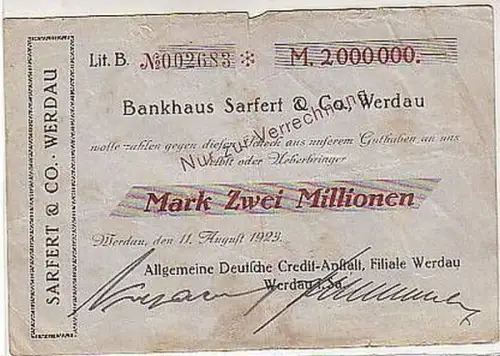 SARFERT & CO. · WERDAU
Lit. B. № 002683 * M. 2000000.
Bankhaus Sarfert & Co., Werdau
wolle zahlen gegen diesen Scheck aus unserem Guthaben an uns
selbst oder Ueberbringer
Nur zur Verrechnung
Mark Zwei Millionen
Werdau, den 11. August 1923.
Allgemeine Deutsche Credit-Anstalt, Filiale Werdau
Werdau i. Sa.